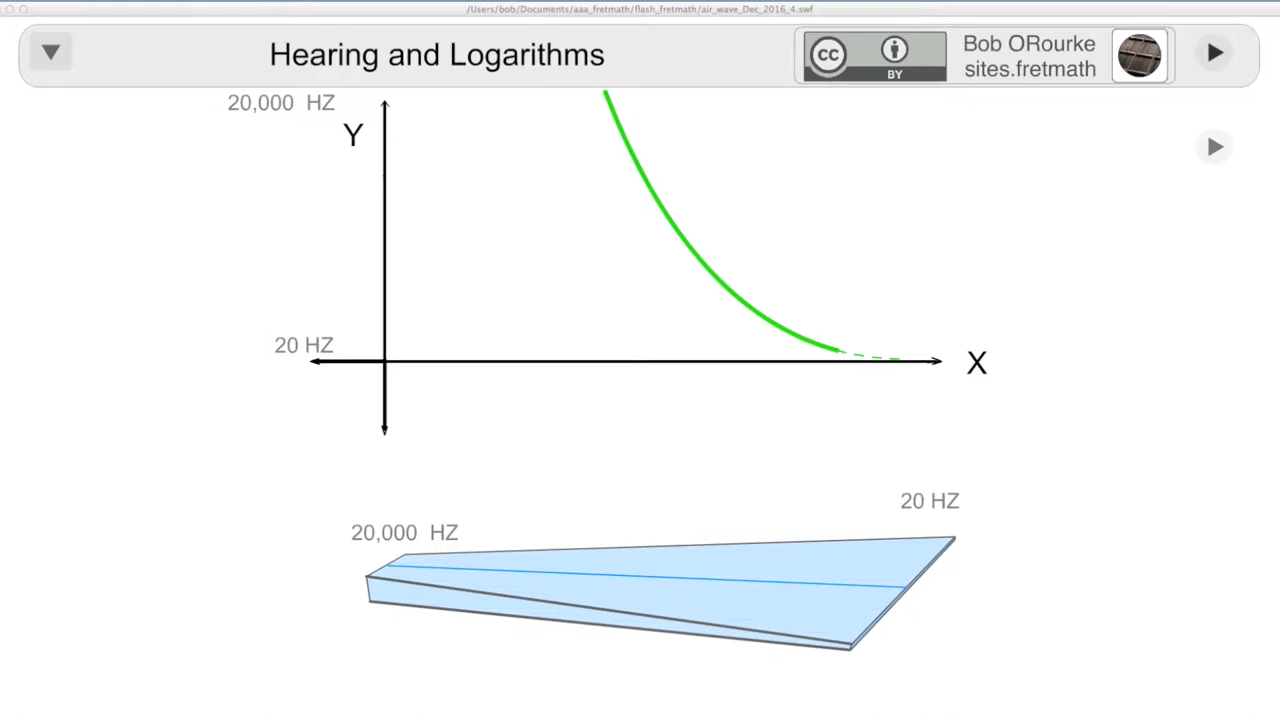 /Users/bob/Documents/aaa_fretmath/flash_fretmath/air_wave_Dec_2016_4.swf
Hearing and Logarithms
CC
BY
Bob ORourke
sites.fretmath
20,000 HZ
Y
20 HZ
X
20 HZ
20,000 HZ